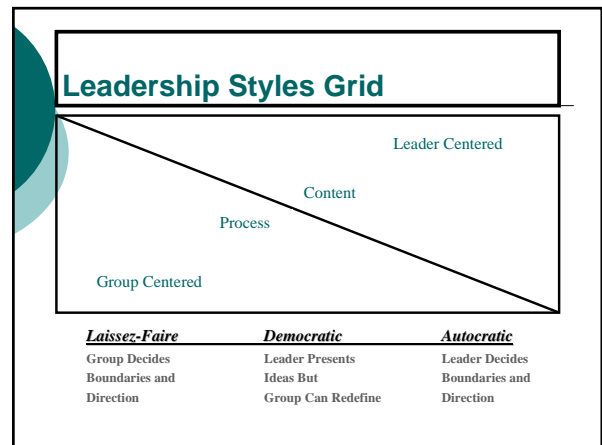 Leadership Styles Grid
Leader Centered
Content
Process
Group Centered
Laissez-Faire Democratic Autocratic
Group Decides Leader Presents Leader Decides
Boundaries and Ideas But Boundaries and
Direction Group Can Redefine Direction